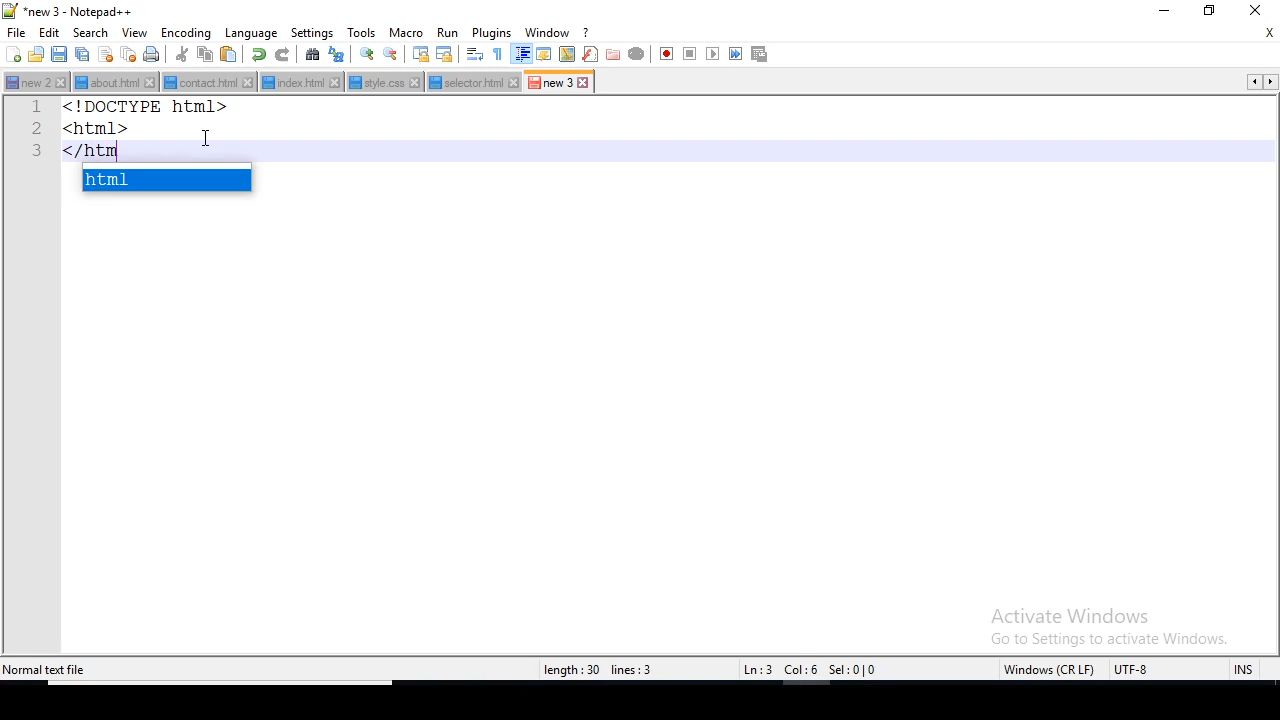 *new 3 - Notepad++
File Edit Search View Encoding Language Settings Tools Macro Run Plugins Window ? X
new 2 about.html contact.html index.html style.css selector.html new 3
1 <!DOCTYPE html>
2 <html>
3 </htm
html
Activate Windows
Go to Settings to activate Windows.
Normal text file length : 30 lines : 3 Ln : 3 Col : 6 Sel : 0 | 0 Windows (CR LF) UTF-8 INS